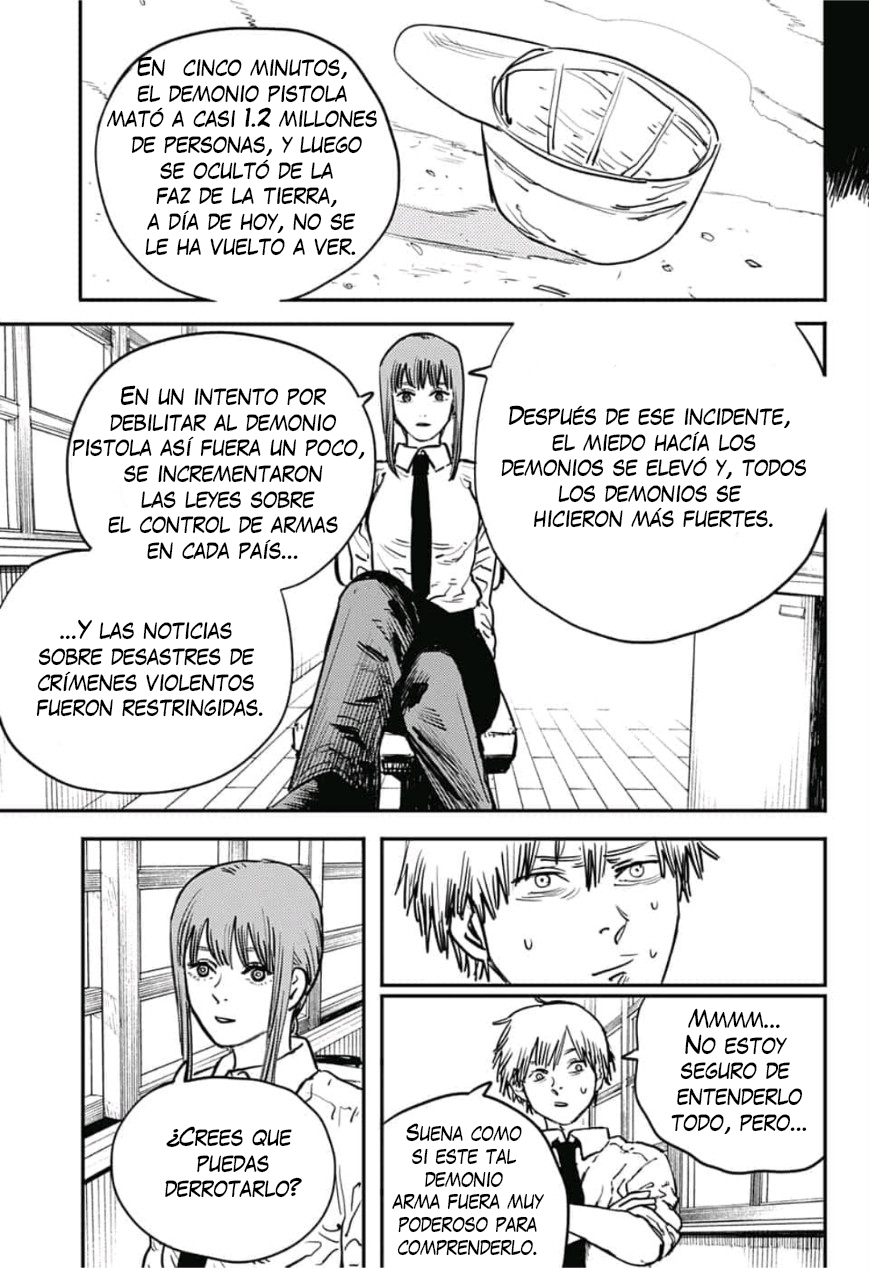 En cinco minutos,
el demonio pistola
mató a casi 1.2 millones
de personas, y luego
se ocultó de la
faz de la tierra,
a día de hoy, no se
le ha vuelto a ver.
Después de ese incidente,
el miedo hacía los
demonios se elevó y, todos
los demonios se
hicieron más fuertes.
En un intento por
debilitar al demonio
pistola así fuera un poco,
se incrementaron
las leyes sobre
el control de armas
en cada país...
...Y las noticias
sobre desastres de
crímenes violentos
fueron restringidas.
Mmmm...
No estoy
seguro de
entenderlo
todo, pero...
Suena como
si este tal
demonio
arma fuera muy
poderoso para
comprenderlo.
¿Crees que
puedas
derrotarlo?